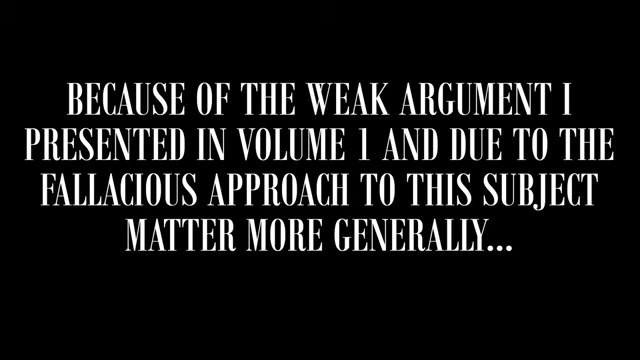 BECAUSE OF THE WEAK ARGUMENT I
PRESENTED IN VOLUME 1 AND DUE TO THE
FALLACIOUS APPROACH TO THIS SUBJECT
MATTER MORE GENERALLY...